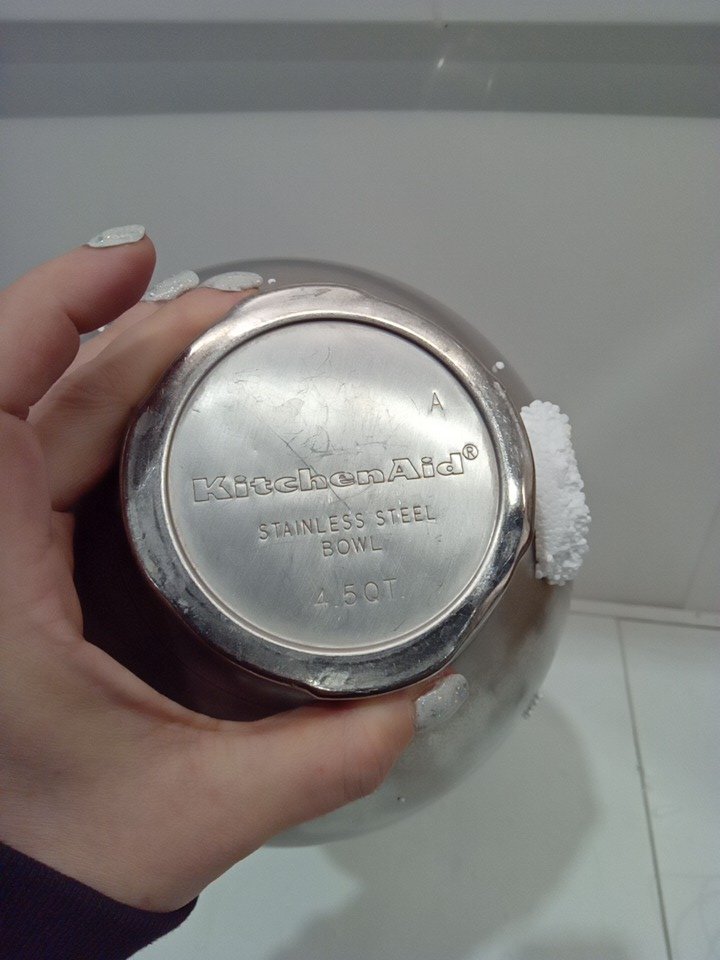 A
KitchenAid®
STAINLESS STEEL
BOWL
4.5QT.